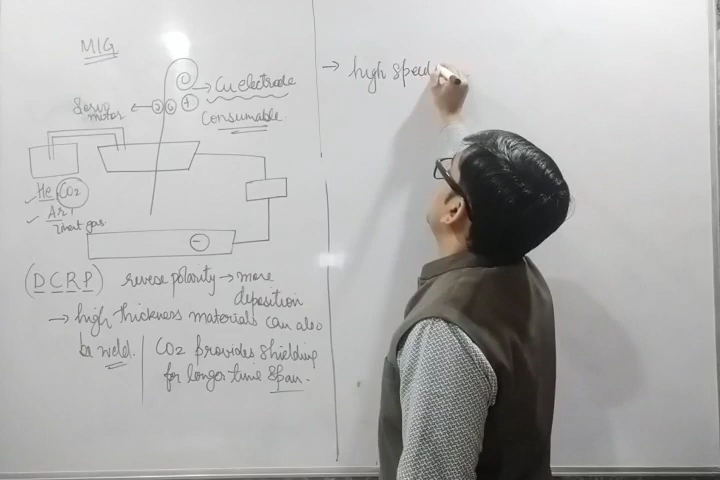 MIG
Cu electrode
Servo
motor
+
Consumable
He, CO2
Ar,
Inert gas
−
(DCRP) reverse polarity → more
deposition
→ high thickness materials can also
be weld.
CO2 provides shielding
for longer time span.
→ high speed